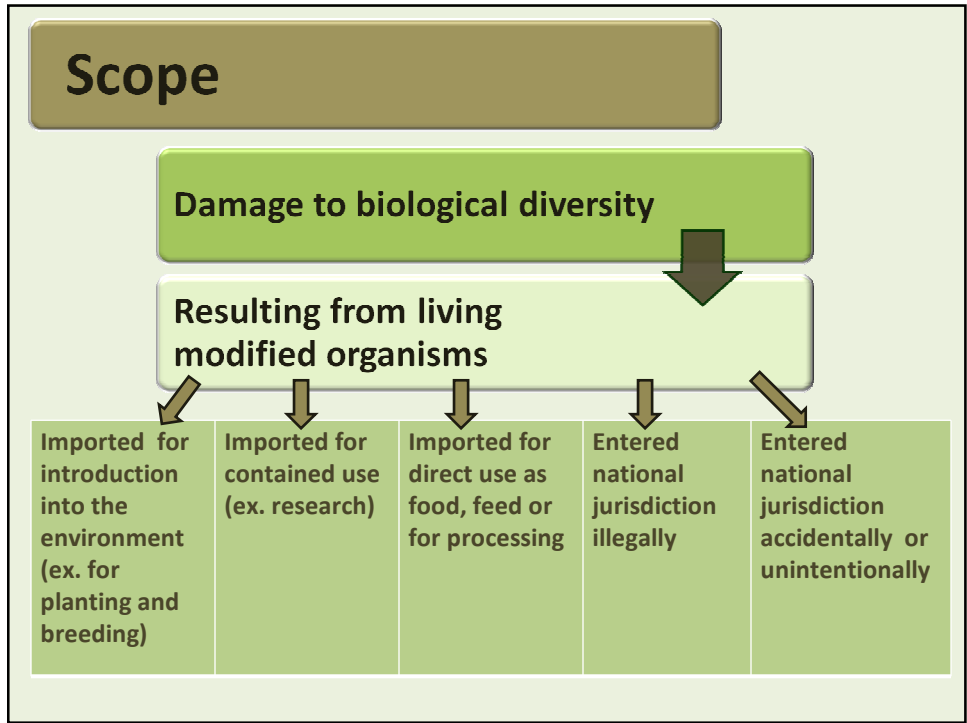 Scope
Damage to biological diversity
Resulting from living
modified organisms
Imported for
introduction
into the
environment
(ex. for
planting and
breeding)
Imported for
contained use
(ex. research)
Imported for
direct use as
food, feed or
for processing
Entered
national
jurisdiction
illegally
Entered
national
jurisdiction
accidentally or
unintentionally